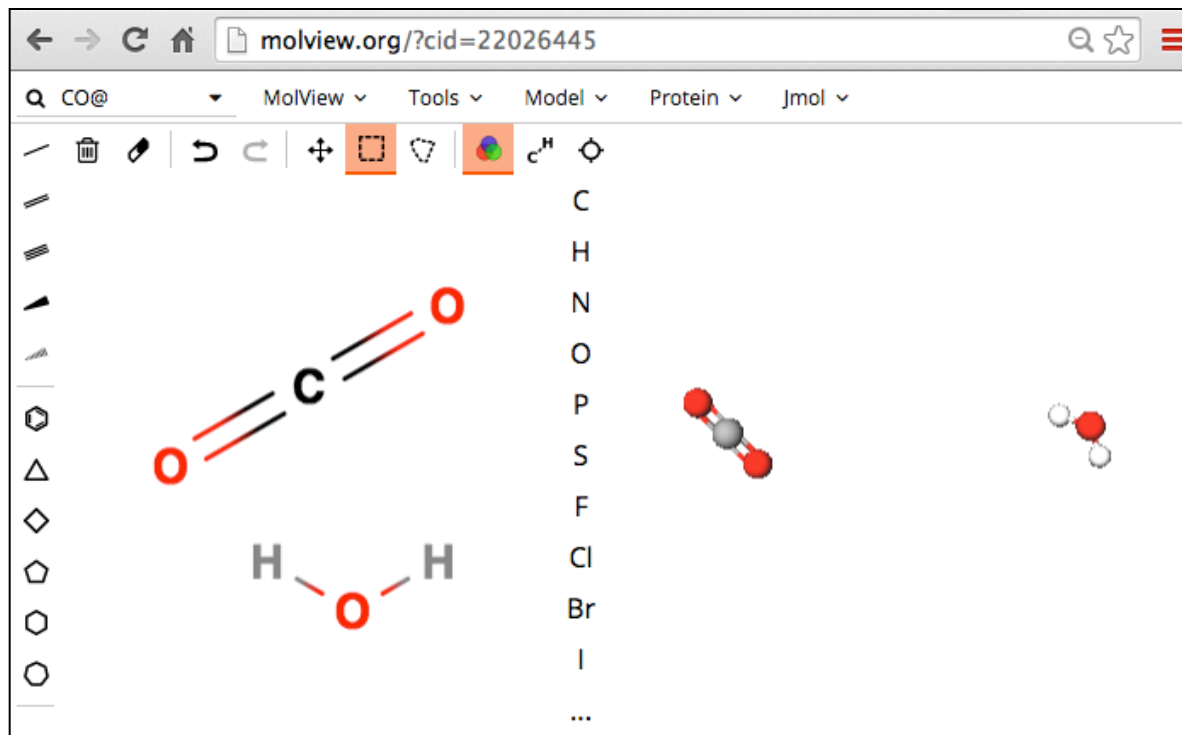 molview.org/?cid=22026445
CO@ MolView Tools Model Protein Jmol
C H
C
H
N
O
P
S
F
Cl
Br
I
...
O
C
O
H H
O